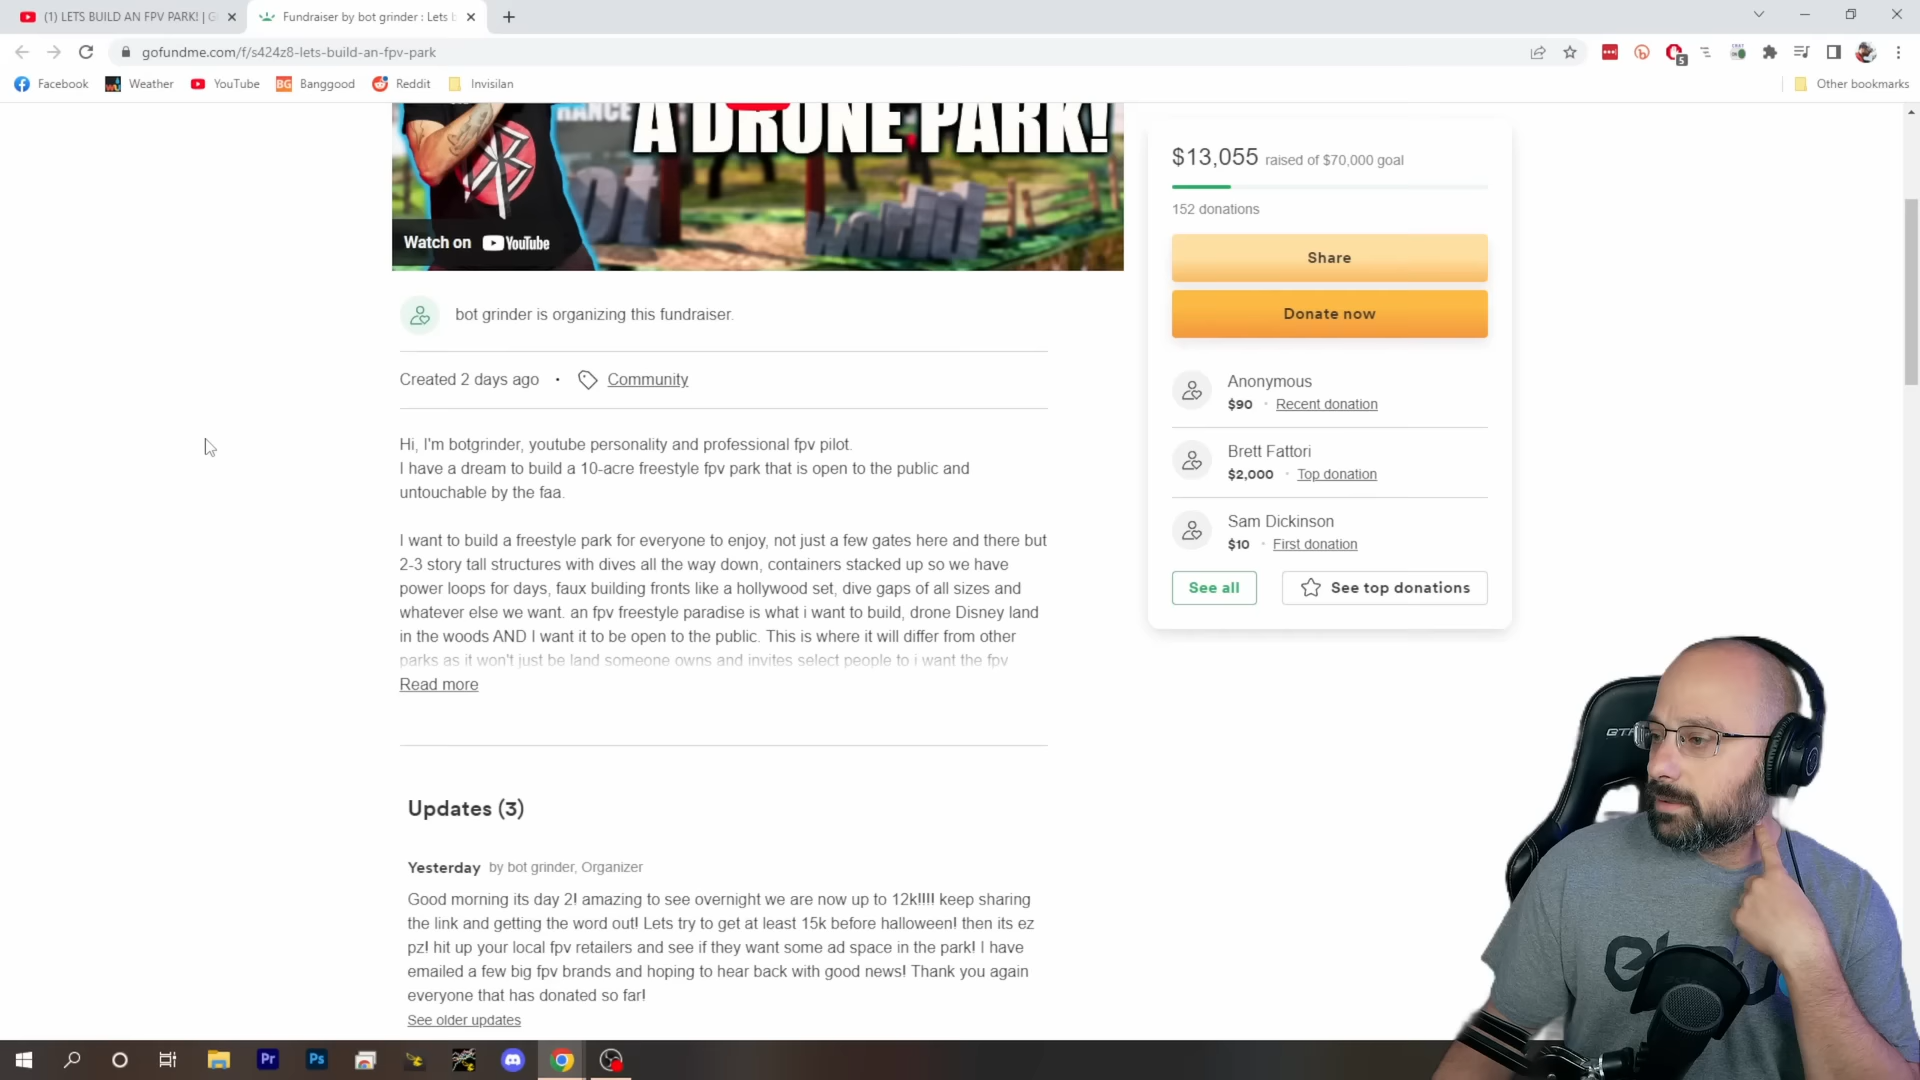 (1) LETS BUILD AN FPV PARK! | G
Fundraiser by bot grinder : Lets b
gofundme.com/f/s424z8-lets-build-an-fpv-park
5
Facebook
Weather
YouTube
BG Banggood
Reddit
Invisilan
Other bookmarks
A DRONE PARK!
Watch on YouTube
world
bot grinder is organizing this fundraiser.
Created 2 days ago · Community
Hi, I'm botgrinder, youtube personality and professional fpv pilot.
I have a dream to build a 10-acre freestyle fpv park that is open to the public and
untouchable by the faa.
I want to build a freestyle park for everyone to enjoy, not just a few gates here and there but
2-3 story tall structures with dives all the way down, containers stacked up so we have
power loops for days, faux building fronts like a hollywood set, dive gaps of all sizes and
whatever else we want. an fpv freestyle paradise is what i want to build, drone Disney land
in the woods AND I want it to be open to the public. This is where it will differ from other
parks as it won't just be land someone owns and invites select people to i want the fpv
Read more
Updates (3)
Yesterday by bot grinder, Organizer
Good morning its day 2! amazing to see overnight we are now up to 12k!!!! keep sharing
the link and getting the word out! Lets try to get at least 15k before halloween! then its ez
pz! hit up your local fpv retailers and see if they want some ad space in the park! I have
emailed a few big fpv brands and hoping to hear back with good news! Thank you again
everyone that has donated so far!
See older updates
$13,055 raised of $70,000 goal
152 donations
Share
Donate now
Anonymous
$90 · Recent donation
Brett Fattori
$2,000 · Top donation
Sam Dickinson
$10 · First donation
See all
See top donations
Pr
Ps